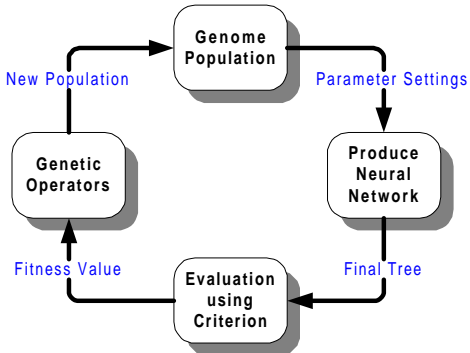 Genome
Population
New Population
Parameter Settings
Genetic
Operators
Produce
Neural
Network
Fitness Value
Final Tree
Evaluation
using
Criterion